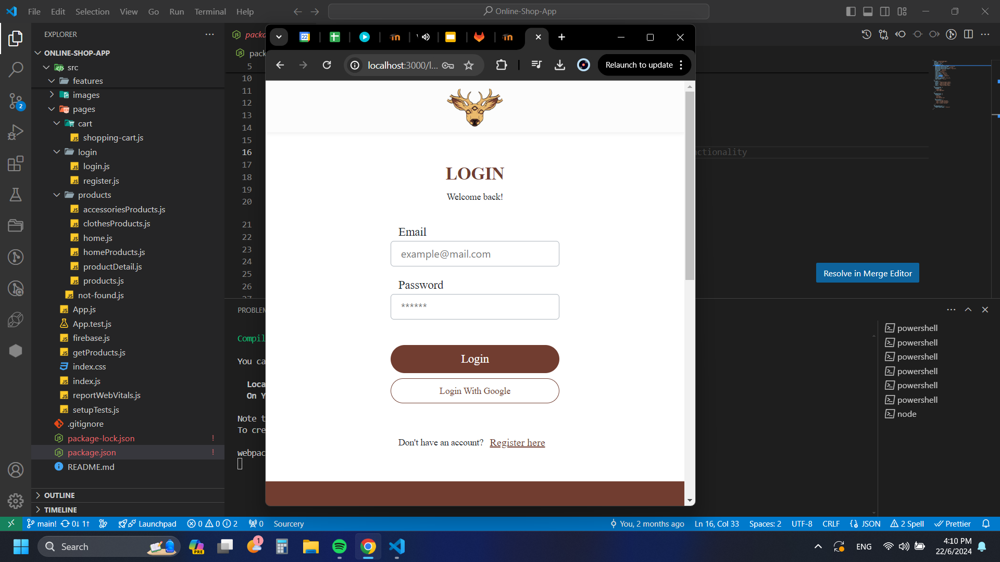 File Edit Selection View Go Run Terminal Help
Online-Shop-App
EXPLORER
ONLINE-SHOP-APP
src
features
images
pages
cart
shopping-cart.js
login
login.js
register.js
products
accessoriesProducts.js
clothesProducts.js
home.js
homeProducts.js
productDetail.js
products.js
not-found.js
App.js
App.test.js
firebase.js
getProducts.js
index.css
index.js
reportWebVitals.js
setupTests.js
.gitignore
package-lock.json !
package.json !
README.md
OUTLINE
TIMELINE
5
10
11
12
13
14
15
16
17
18
19
20
21
22
23
24
25
26
27
localhost:3000/l...
Relaunch to update
LOGIN
Welcome back!
Email
example@mail.com
Password
******
Login
Login With Google
Don't have an account? Register here
Resolve in Merge Editor
You ca
Note t
To cre
webpac
powershell
powershell
powershell
powershell
powershell
powershell
node
main! 0↓ 1↑ Launchpad 0 0 2 0 Sourcery
You, 2 months ago Ln 16, Col 33 Spaces: 2 UTF-8 CRLF JSON 2 Spell Prettier
Search
PRE
1
ENG
4:10 PM
22/6/2024